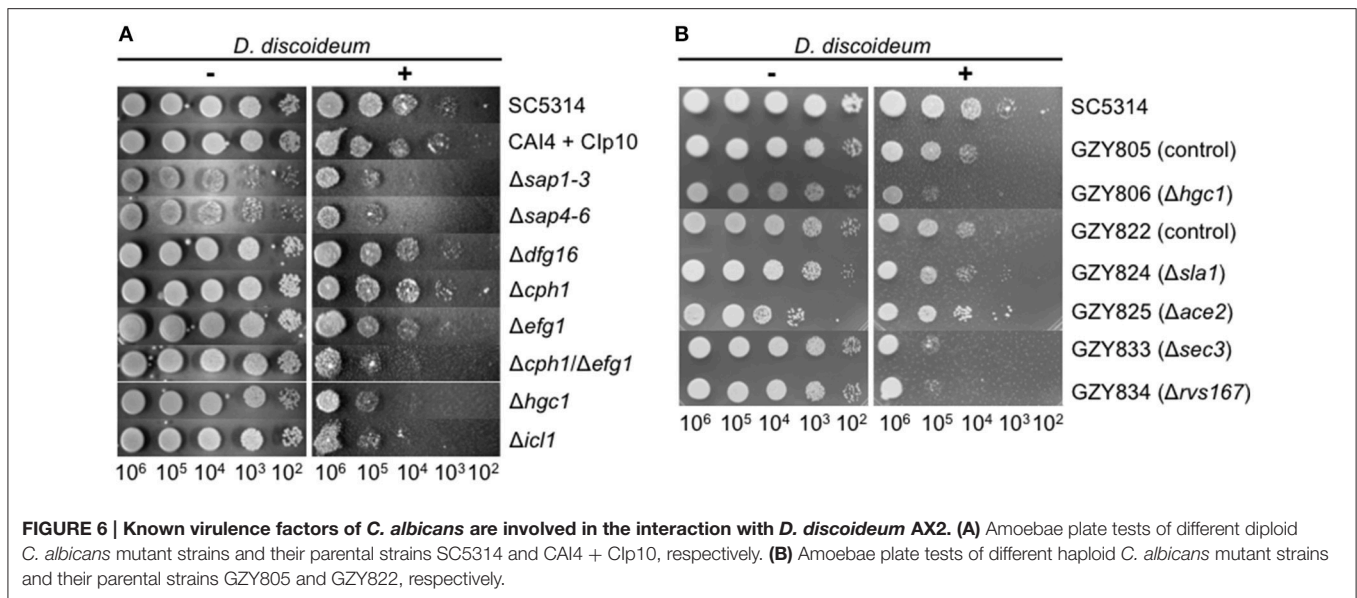 A
D. discoideum
- +
SC5314
CAI4 + Clp10
Δsap1-3
Δsap4-6
Δdfg16
Δcph1
Δefg1
Δcph1/Δefg1
Δhgc1
Δicl1
10⁶ 10⁵ 10⁴ 10³ 10² 10⁶ 10⁵ 10⁴ 10³ 10²
B
D. discoideum
- +
SC5314
GZY805 (control)
GZY806 (Δhgc1)
GZY822 (control)
GZY824 (Δsla1)
GZY825 (Δace2)
GZY833 (Δsec3)
GZY834 (Δrvs167)
10⁶ 10⁵ 10⁴ 10³ 10² 10⁶ 10⁵ 10⁴ 10³ 10²
FIGURE 6 | Known virulence factors of C. albicans are involved in the interaction with D. discoideum AX2. (A) Amoebae plate tests of different diploid
C. albicans mutant strains and their parental strains SC5314 and CAI4 + Clp10, respectively. (B) Amoebae plate tests of different haploid C. albicans mutant strains
and their parental strains GZY805 and GZY822, respectively.